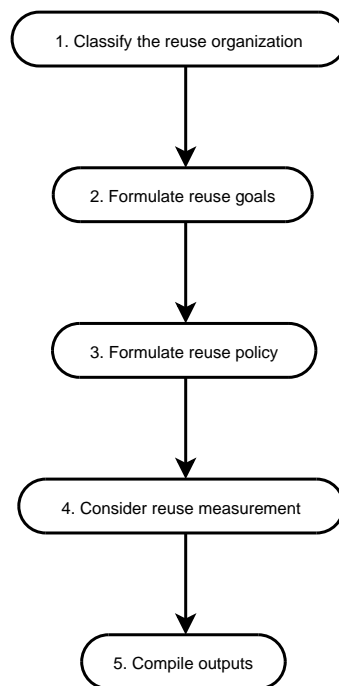 1. Classify the reuse organization
2. Formulate reuse goals
3. Formulate reuse policy
4. Consider reuse measurement
5. Compile outputs